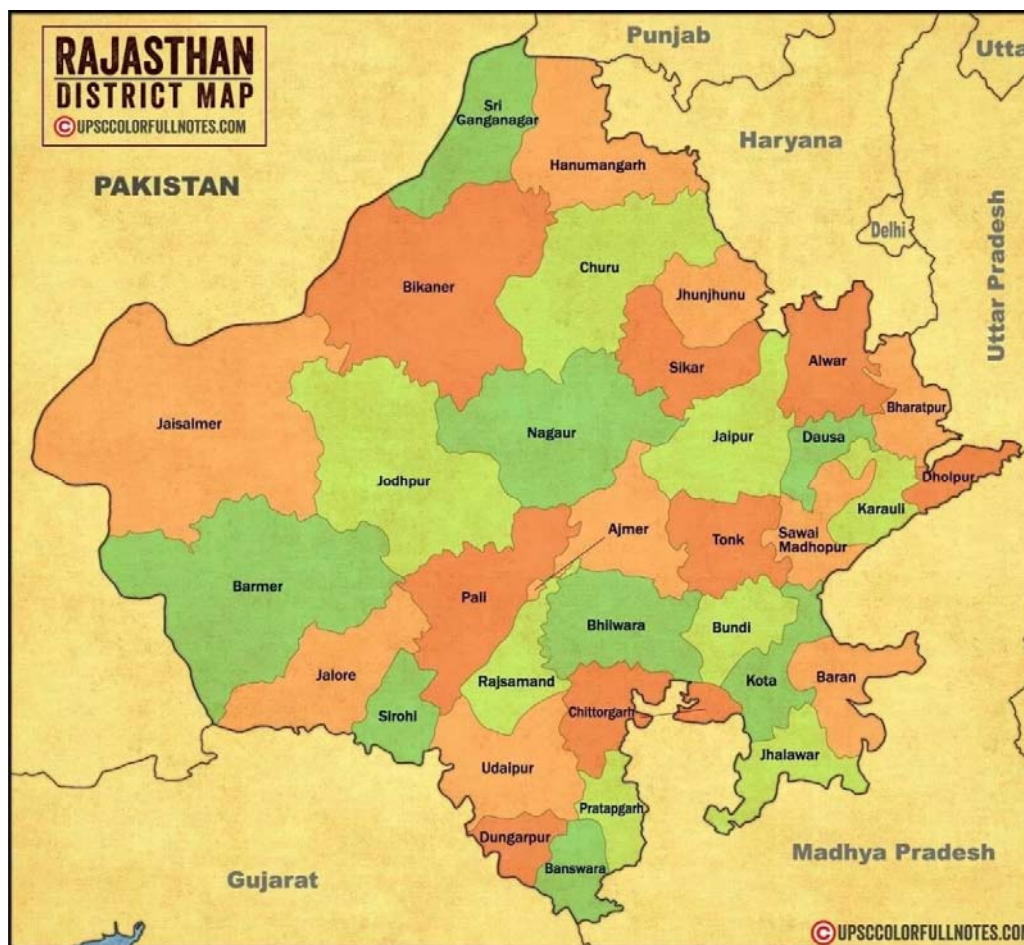 RAJASTHAN
DISTRICT MAP
©UPSCCOLORFULLNOTES.COM
Punjab
Utta
Haryana
PAKISTAN
Delhi
Uttar Pradesh
Sri
Ganganagar
Hanumangarh
Churu
Bikaner
Jhunjhunu
Sikar
Alwar
Bharatpur
Jaisalmer
Nagaur
Jaipur
Dausa
Jodhpur
Dholpur
Karauli
Ajmer
Tonk
Sawai
Madhopur
Barmer
Pali
Bhilwara
Bundi
Jalore
Rajsamand
Kota
Baran
Sirohi
Chittorgarh
Jhalawar
Udaipur
Pratapgarh
Dungarpur
Banswara
Madhya Pradesh
Gujarat
©UPSCCOLORFULLNOTES.COM